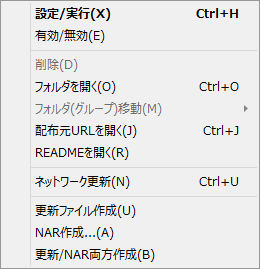 設定/実行(X) Ctrl+H
有効/無効(E)
削除(D)
フォルダを開く(O) Ctrl+O
フォルダ(グループ)移動(M)
配布元URLを開く(J) Ctrl+J
READMEを開く(R)
ネットワーク更新(N) Ctrl+U
更新ファイル作成(U)
NAR作成...(A)
更新/NAR両方作成(B)